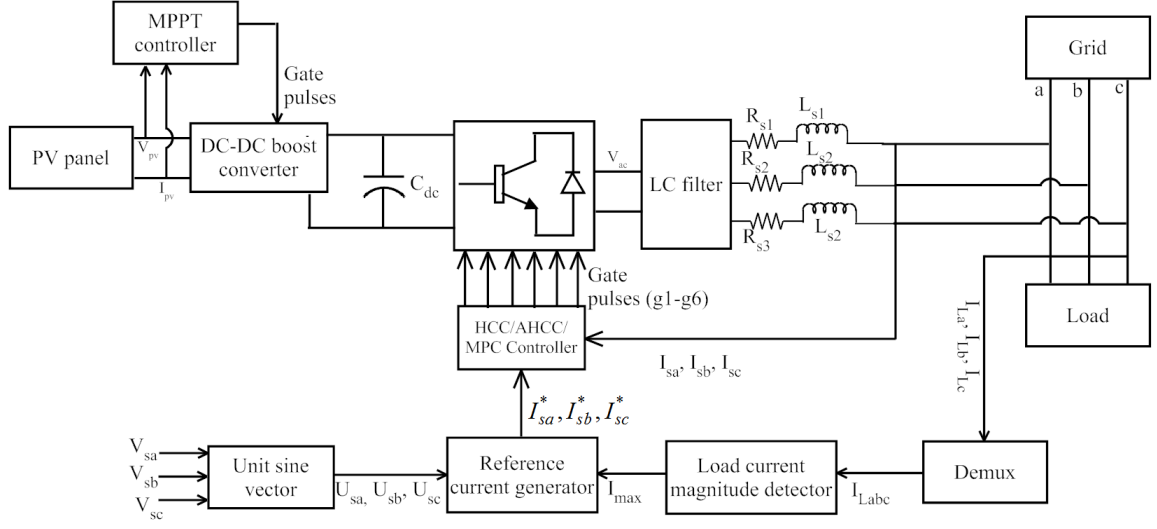 MPPT
controller
Gate
pulses
PV panel
V_pv
I_pv
DC-DC boost
converter
C_dc
V_ac
LC filter
R_s1
L_s1
R_s2
L_s2
R_s3
L_s2
Grid
a
b
c
Load
Gate
pulses (g1-g6)
HCC/AHCC/
MPC Controller
I_sa, I_sb, I_sc
I_La, I_Lb, I_Lc
I*_sa, I*_sb, I*_sc
V_sa
V_sb
V_sc
Unit sine
vector
U_sa, U_sb, U_sc
Reference
current generator
I_max
Load current
magnitude detector
I_Labc
Demux